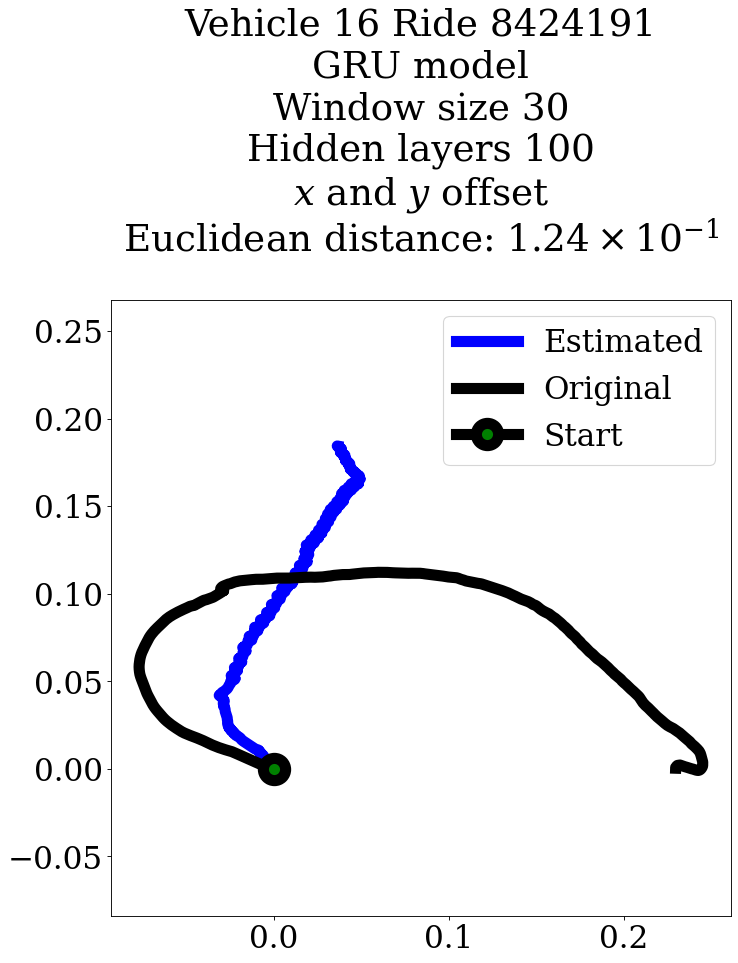 Vehicle 16 Ride 8424191
GRU model
Window size 30
Hidden layers 100
x and y offset
Euclidean distance: 1.24 × 10⁻¹
Estimated
Original
Start
0.25
0.20
0.15
0.10
0.05
0.00
−0.05
0.0 0.1 0.2